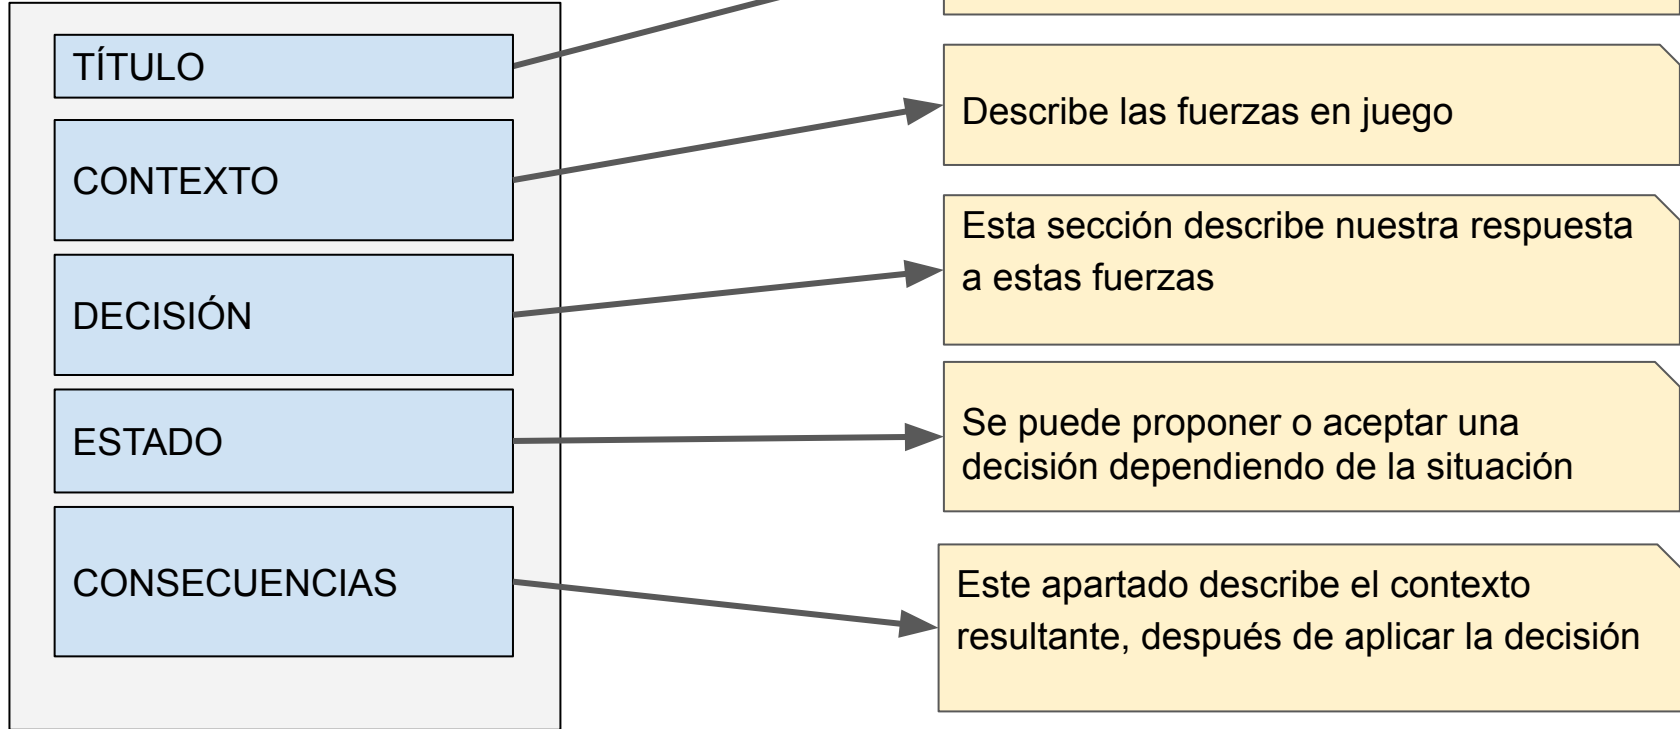 TÍTULO
CONTEXTO
Describe las fuerzas en juego
DECISIÓN
Esta sección describe nuestra respuesta
a estas fuerzas
ESTADO
Se puede proponer o aceptar una
decisión dependiendo de la situación
CONSECUENCIAS
Este apartado describe el contexto
resultante, después de aplicar la decisión